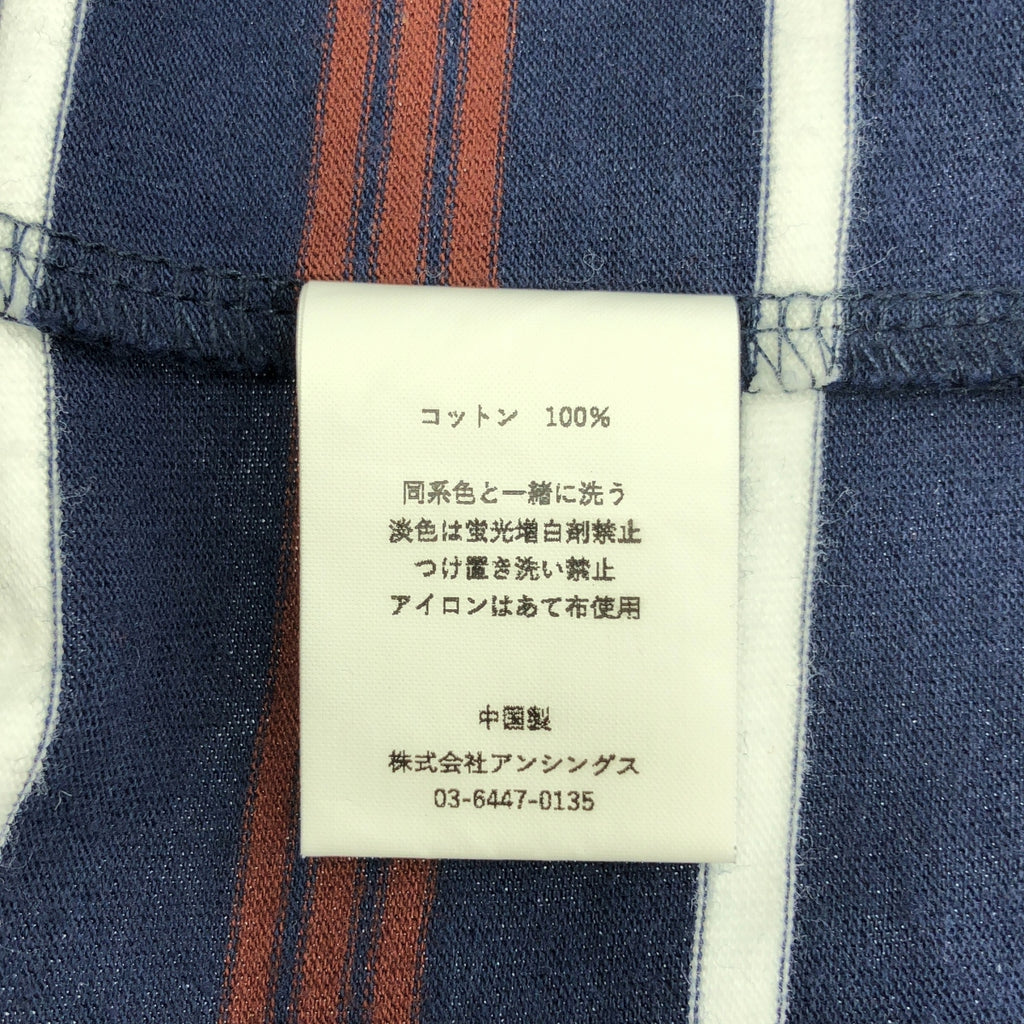 コットン 100%
同系色と一緒に洗う
淡色は蛍光増白剤禁止
つけ置き洗い禁止
アイロンはあて布使用
中国製
株式会社アンシングス
03-6447-0135